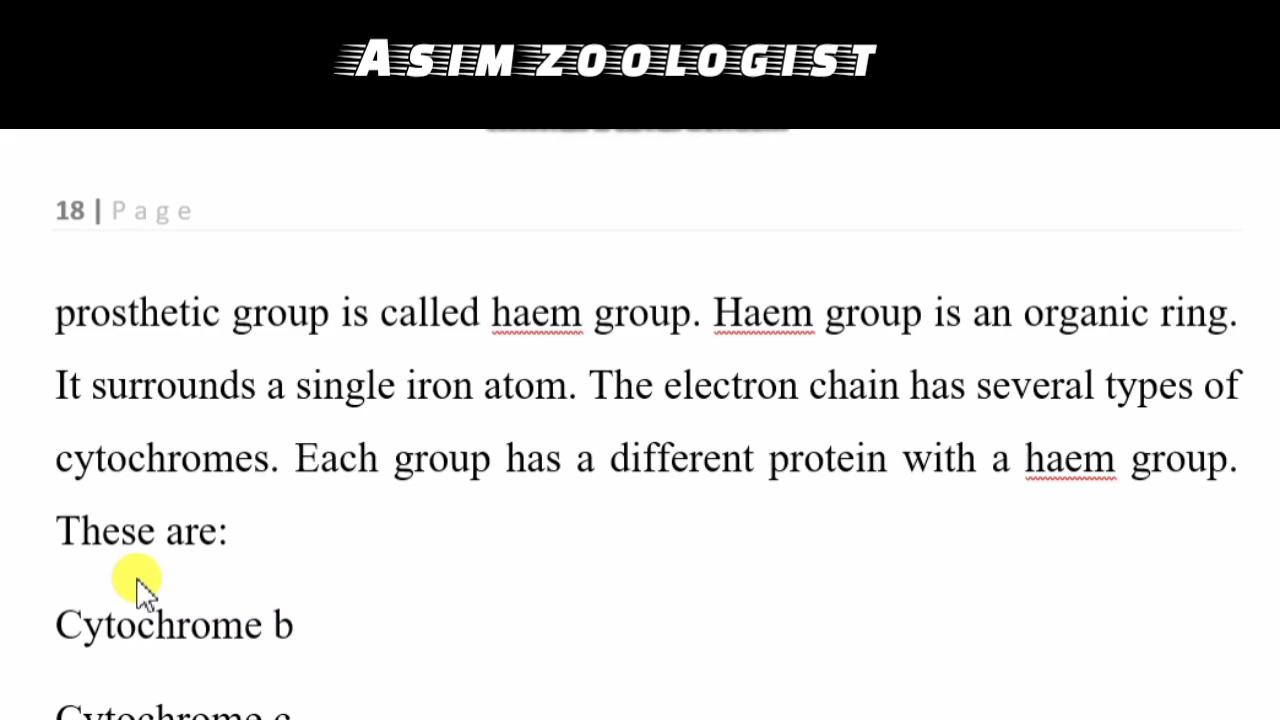 ASIM ZOOLOGIST
18 | Page
prosthetic group is called haem group. Haem group is an organic ring.
It surrounds a single iron atom. The electron chain has several types of
cytochromes. Each group has a different protein with a haem group.
These are:
Cytochrome b
Cytochrome c